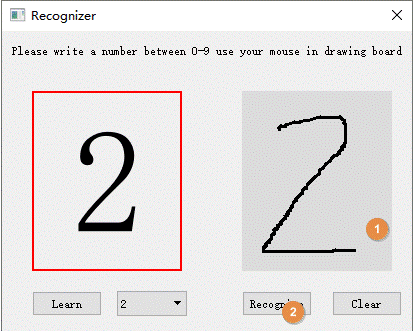 Recognizer
Please write a number between 0-9 use your mouse in drawing board
2
2
1
Learn
2
Recognize
2
Clear